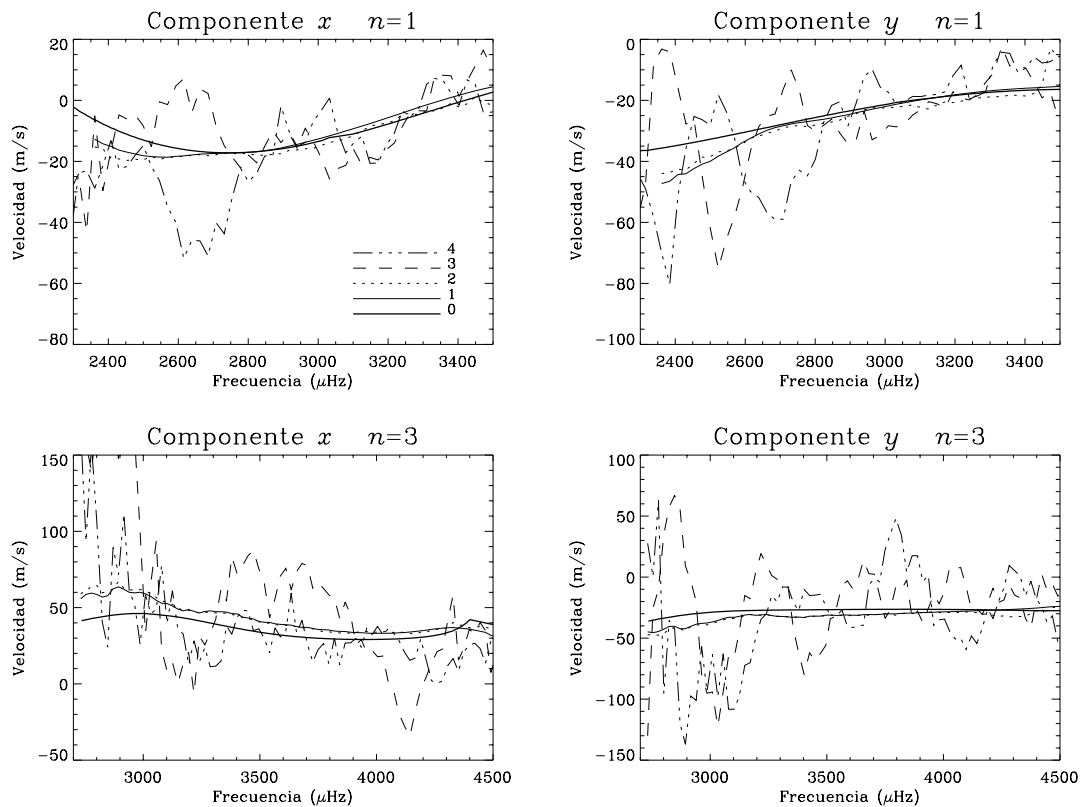 Componente x n=1
20
0
−20
−40
−60
−80
Velocidad (m/s)
4
3
2
1
0
2400 2600 2800 3000 3200 3400
Frecuencia (μHz)
Componente y n=1
0
−20
−40
−60
−80
−100
Velocidad (m/s)
2400 2600 2800 3000 3200 3400
Frecuencia (μHz)
Componente x n=3
150
100
50
0
−50
Velocidad (m/s)
3000 3500 4000 4500
Frecuencia (μHz)
Componente y n=3
100
50
0
−50
−100
−150
Velocidad (m/s)
3000 3500 4000 4500
Frecuencia (μHz)